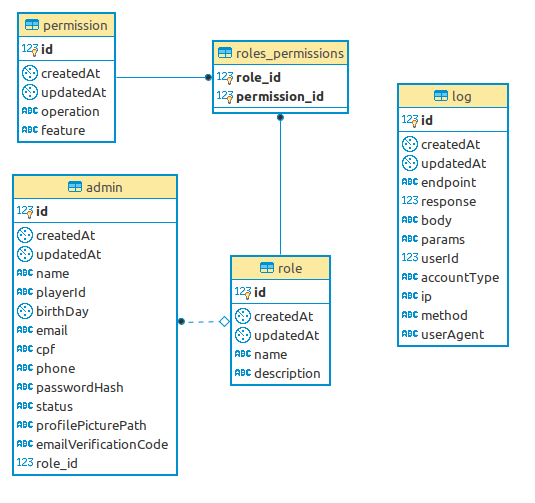 permission
123 id
createdAt
updatedAt
ABC operation
ABC feature
roles_permissions
123 role_id
123 permission_id
log
123 id
createdAt
updatedAt
ABC endpoint
123 response
ABC body
ABC params
123 userId
ABC accountType
ABC ip
ABC method
ABC userAgent
admin
123 id
createdAt
updatedAt
ABC name
ABC playerId
birthDay
ABC email
ABC cpf
ABC phone
ABC passwordHash
ABC status
ABC profilePicturePath
ABC emailVerificationCode
123 role_id
role
123 id
createdAt
updatedAt
ABC name
ABC description